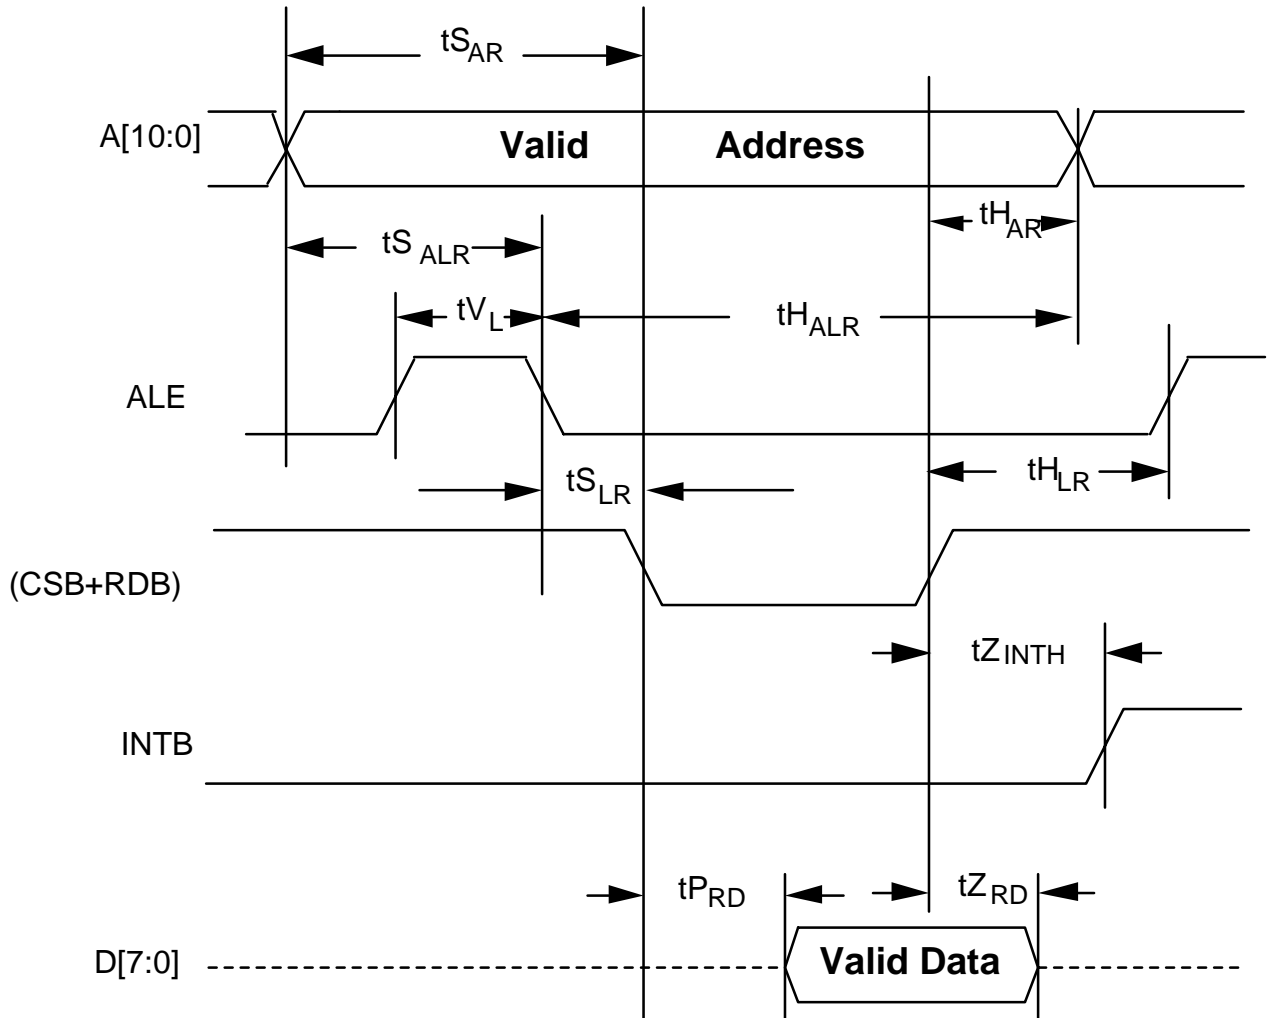 tSAR
A[10:0]
Valid Address
tHAR
tS ALR
tVL
tHALR
ALE
tSLR
tHLR
(CSB+RDB)
tZINTH
INTB
tPRD
tZRD
D[7:0]
Valid Data